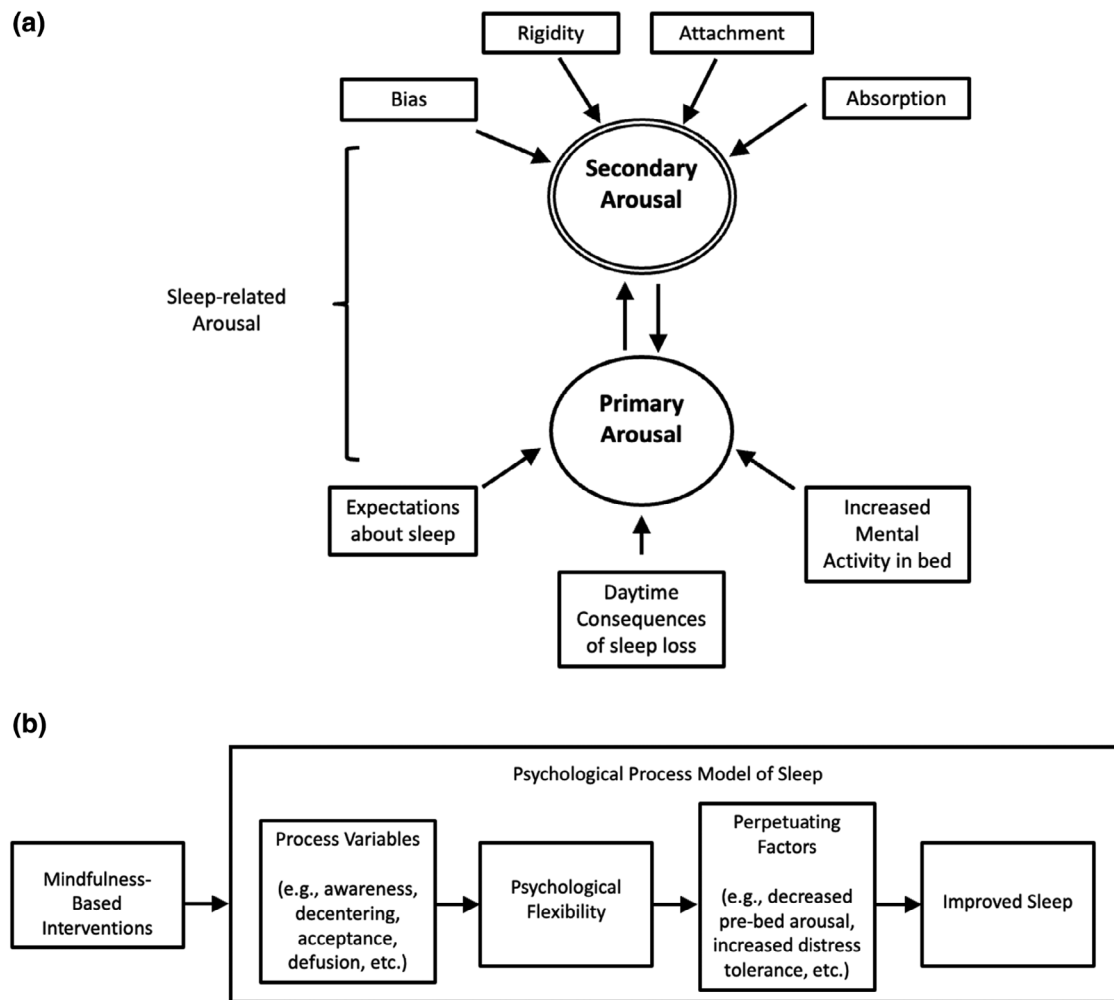 (a)
Rigidity
Attachment
Bias
Absorption
Secondary
Arousal
Sleep-related
Arousal
Primary
Arousal
Expectations
about sleep
Increased
Mental
Activity in bed
Daytime
Consequences
of sleep loss
(b)
Psychological Process Model of Sleep
Mindfulness-
Based
Interventions
Process Variables
(e.g., awareness,
decentering,
acceptance,
defusion, etc.)
Psychological
Flexibility
Perpetuating
Factors
(e.g., decreased
pre-bed arousal,
increased distress
tolerance, etc.)
Improved Sleep